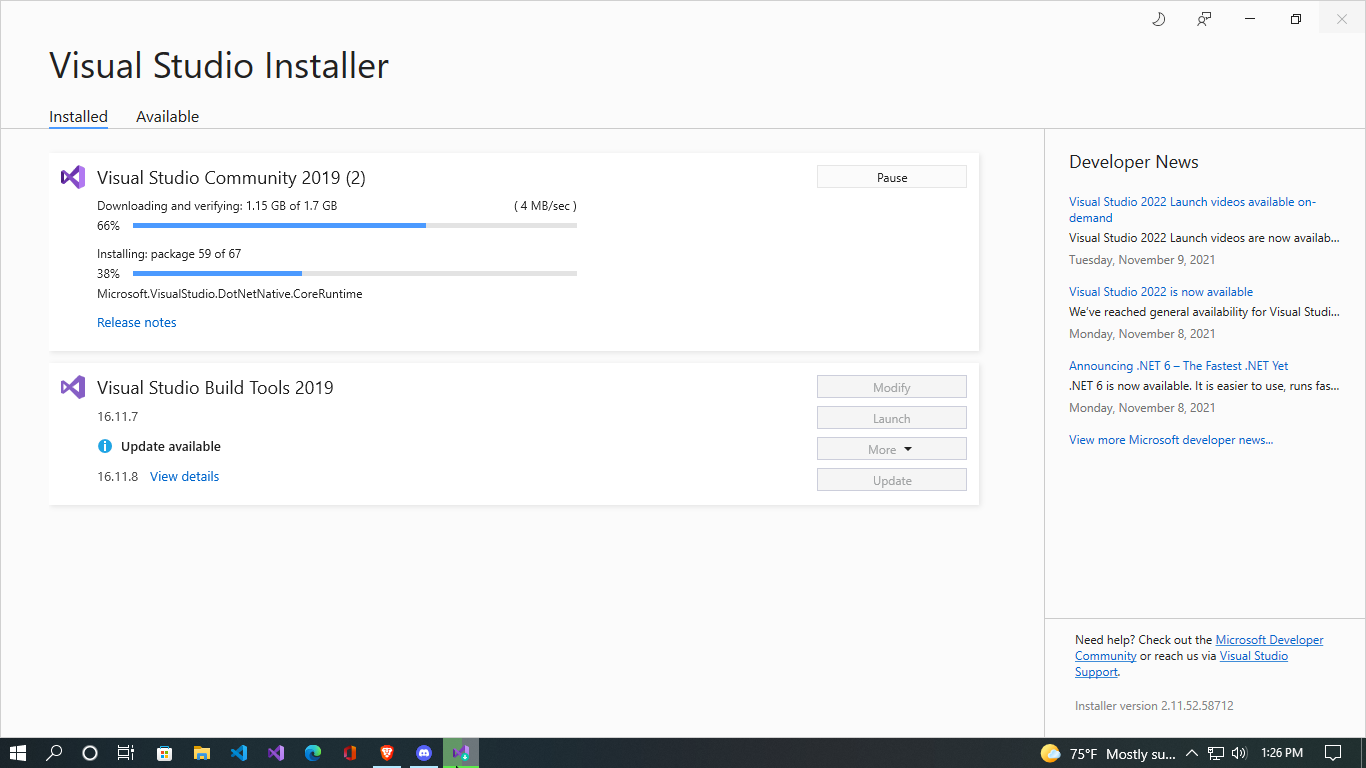 Visual Studio Installer
Installed
Available
Visual Studio Community 2019 (2)
Pause
Downloading and verifying: 1.15 GB of 1.7 GB
( 4 MB/sec )
66%
Installing: package 59 of 67
38%
Microsoft.VisualStudio.DotNetNative.CoreRuntime
Release notes
Visual Studio Build Tools 2019
16.11.7
Update available
16.11.8 View details
Modify
Launch
More
Update
Developer News
Visual Studio 2022 Launch videos available on-
demand
Visual Studio 2022 Launch videos are now availab...
Tuesday, November 9, 2021
Visual Studio 2022 is now available
We've reached general availability for Visual Studi...
Monday, November 8, 2021
Announcing .NET 6 – The Fastest .NET Yet
.NET 6 is now available. It is easier to use, runs fas...
Monday, November 8, 2021
View more Microsoft developer news...
Need help? Check out the Microsoft Developer
Community or reach us via Visual Studio
Support.
Installer version 2.11.52.58712
75°F Mostly su...
1:26 PM